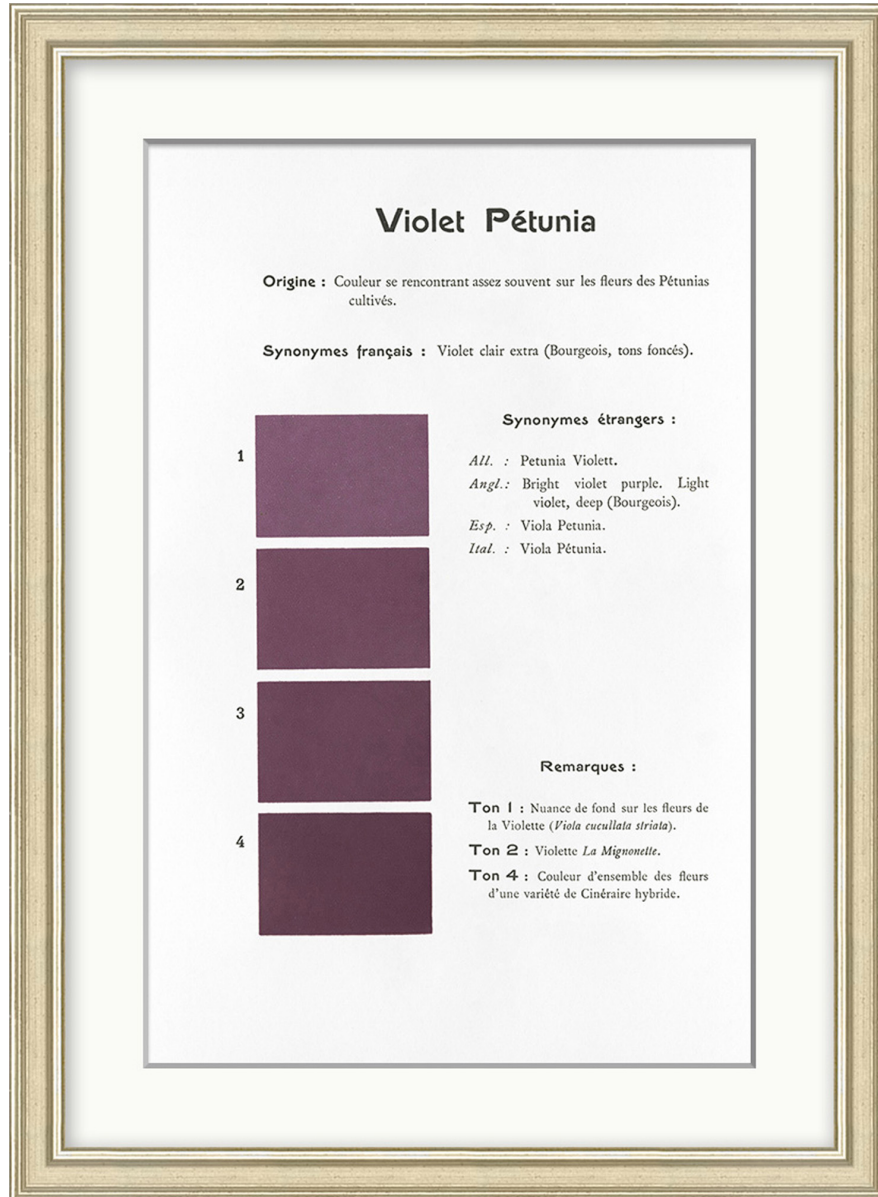 Violet Pétunia
Origine : Couleur se rencontrant assez souvent sur les fleurs des Pétunias
cultivés.
Synonymes français : Violet clair extra (Bourgeois, tons foncés).
1
2
3
4
Synonymes étrangers :
All. : Petunia Violett.
Angl.: Bright violet purple. Light
violet, deep (Bourgeois).
Esp. : Viola Petunia.
Ital. : Viola Pétunia.
Remarques :
Ton 1 : Nuance de fond sur les fleurs de
la Violette (Viola cucullata striata).
Ton 2 : Violette La Mignonette.
Ton 4 : Couleur d'ensemble des fleurs
d'une variété de Cinéraire hybride.